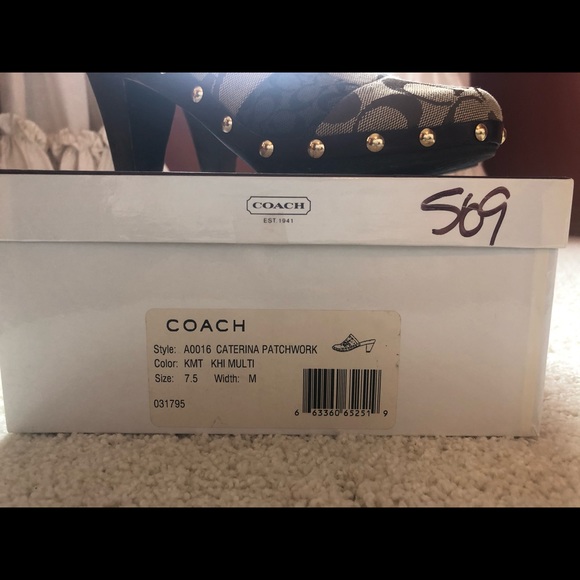 COACH
EST. 1941
S69
COACH
Style: A0016 CATERINA PATCHWORK
Color: KMT KHI MULTI
Size: 7.5 Width: M
031795
6 63360 65251 9